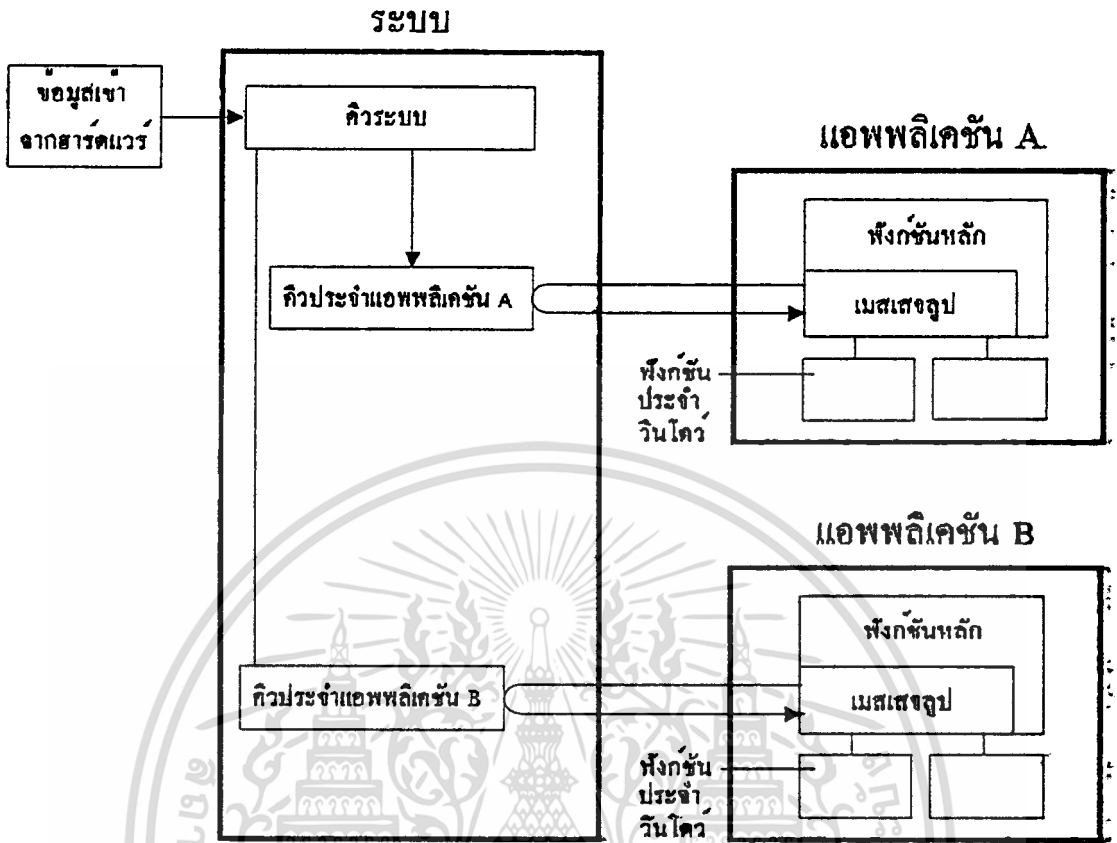 ระบบ
ข้อมูลเข้า
จากฮาร์ดแวร์
คิวระบบ
แอพพลิเคชัน A
ฟังก์ชันหลัก
คิวประจำแอพพลิเคชัน A
เมสเสจลูป
ฟังก์ชัน
ประจำ
วินโดว์
แอพพลิเคชัน B
ฟังก์ชันหลัก
คิวประจำแอพพลิเคชัน B
เมสเสจลูป
ฟังก์ชัน
ประจำ
วินโดว์